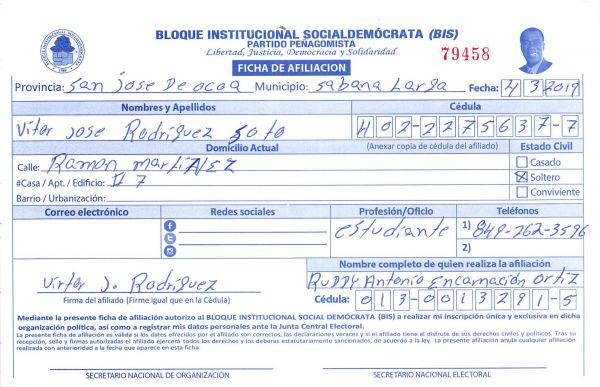 BLOQUE INSTITUCIONAL SOCIALDEMÓCRATA (BIS)
PARTIDO PEÑAGOMISTA
Libertad, Justicia, Democracia y Solidaridad
79458
FICHA DE AFILIACION
Provincia: San Jose De ocoa Municipio: Sabana Larga Fecha: 4/3/2019
Nombres y Apellidos Cédula
Vitor Jose Rodriguez Soto 402-2275637-7
Domicilio Actual (Anexar copia de cédula del afiliado) Estado Civil
Calle: Ramon martiNEZ Casado
#Casa / Apt. / Edificio: # 7 Soltero
Barrio / Urbanización: Conviviente
Correo electrónico Redes sociales Profesión/Oficio Teléfonos
estudiante 1) 849-262-3596
2)
Nombre completo de quien realiza la afiliación
Vitor J. Rodriguez RUDDY Antonio Encarnación Ortiz
Firma del afiliado (Firme igual que en la Cédula) Cédula: 013-0013291-5
Mediante la presente ficha de afiliación autorizo al BLOQUE INSTITUCIONAL SOCIAL DEMÓCRATA (BIS) a realizar mi inscripción única y exclusiva en dicha
organización política, así como a registrar mis datos personales ante la Junta Central Electoral.
La presente ficha de afiliación es válida si los datos ofrecidos por el afiliado son correctos, las declaraciones veraces y si el afiliado tiene el disfrute de sus derechos civiles y políticos. Tras su
recepción, sello y firmas autorizadas el afiliado ejercerá todos los derechos y los deberes estatutariamente sancionados, de acuerdo a la ley. La presente afiliación anula cualquier afiliación
realizada con anterioridad a la fecha que aparece en esta ficha.
SECRETARIO NACIONAL DE ORGANIZACIÓN SECRETARIO NACIONAL ELECTORAL